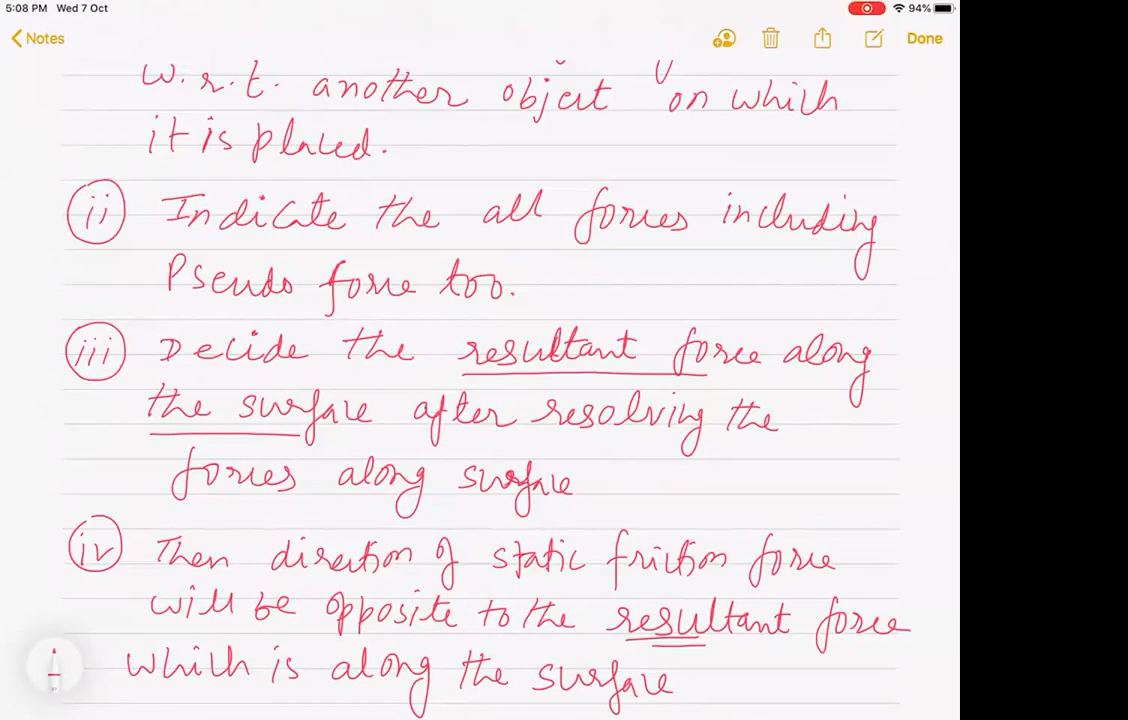 5:08 PM Wed 7 Oct
94%
Notes
Done
w.r.t. another object on which
it is placed.
ii Indicate the all forces including
Pseudo force too.
iii Decide the resultant force along
the surface after resolving the
forces along surface
iv Then direction of static friction force
will be opposite to the resultant force
which is along the surface